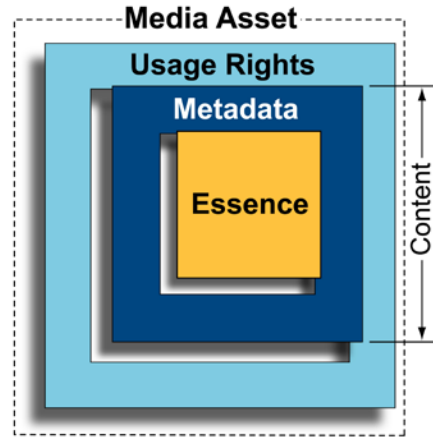 Media Asset
Usage Rights
Metadata
Essence
Content